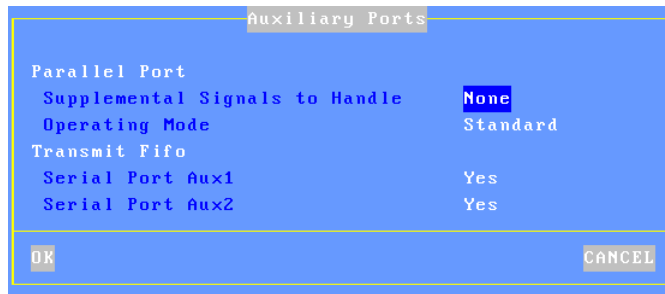 Auxiliary Ports
Parallel Port
Supplemental Signals to Handle None
Operating Mode Standard
Transmit Fifo
Serial Port Aux1 Yes
Serial Port Aux2 Yes
OK CANCEL